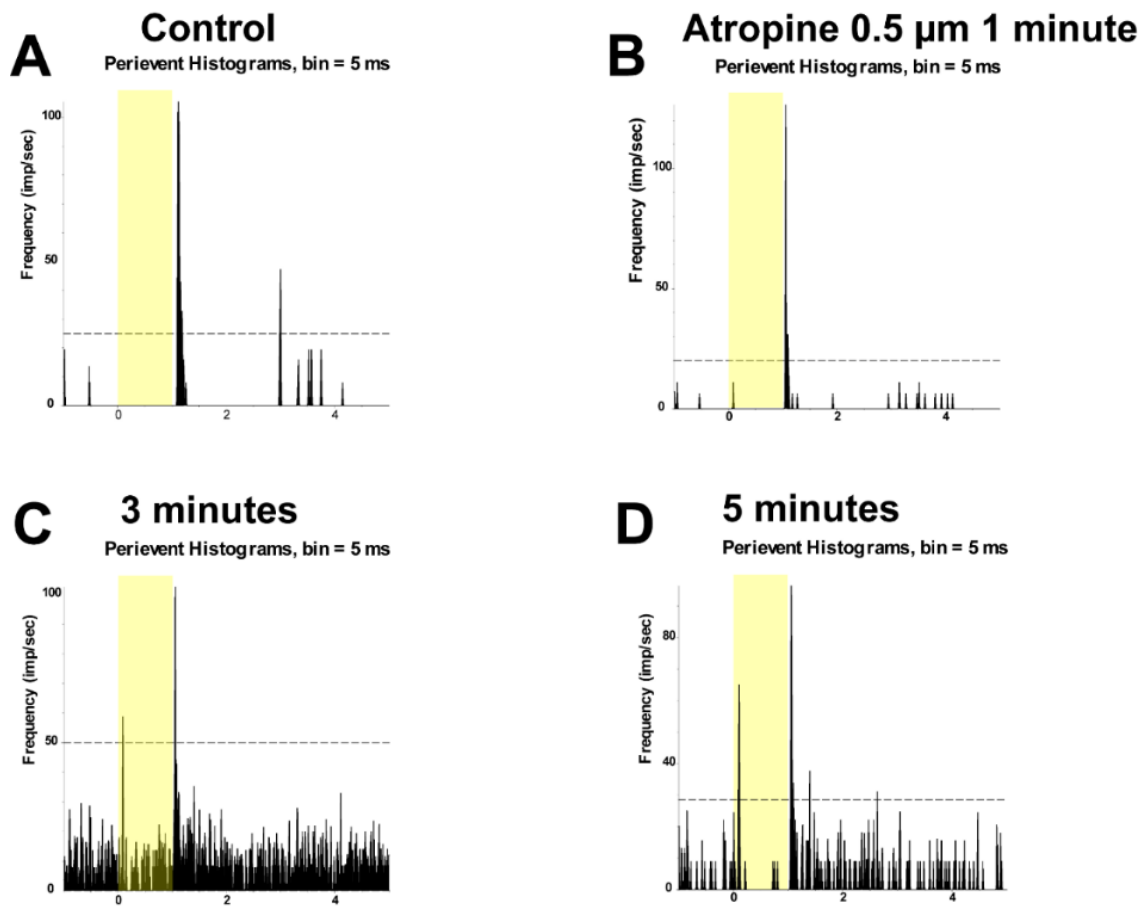 A
Control
Perievent Histograms, bin = 5 ms
Frequency (imp/sec)
100
50
0
0 2 4
B
Atropine 0.5 µm 1 minute
Perievent Histograms, bin = 5 ms
Frequency (imp/sec)
100
50
0
0 2 4
C
3 minutes
Perievent Histograms, bin = 5 ms
Frequency (imp/sec)
100
50
0
0 2 4
D
5 minutes
Perievent Histograms, bin = 5 ms
Frequency (imp/sec)
80
40
0
0 2 4